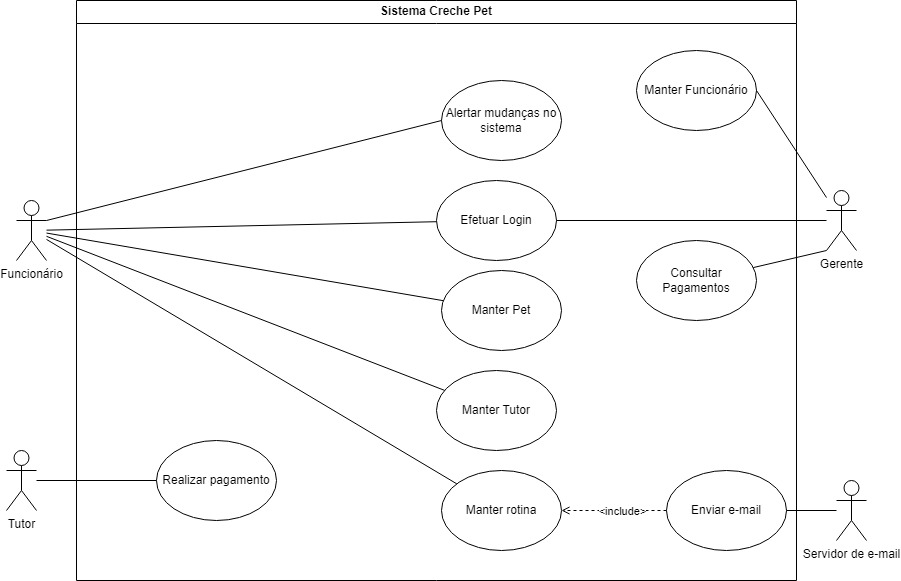 Sistema Creche Pet
Manter Funcionário
Alertar mudanças no
sistema
Efetuar Login
Funcionário
Gerente
Consultar
Pagamentos
Manter Pet
Manter Tutor
Realizar pagamento
Tutor
Manter rotina
<include>
Enviar e-mail
Servidor de e-mail